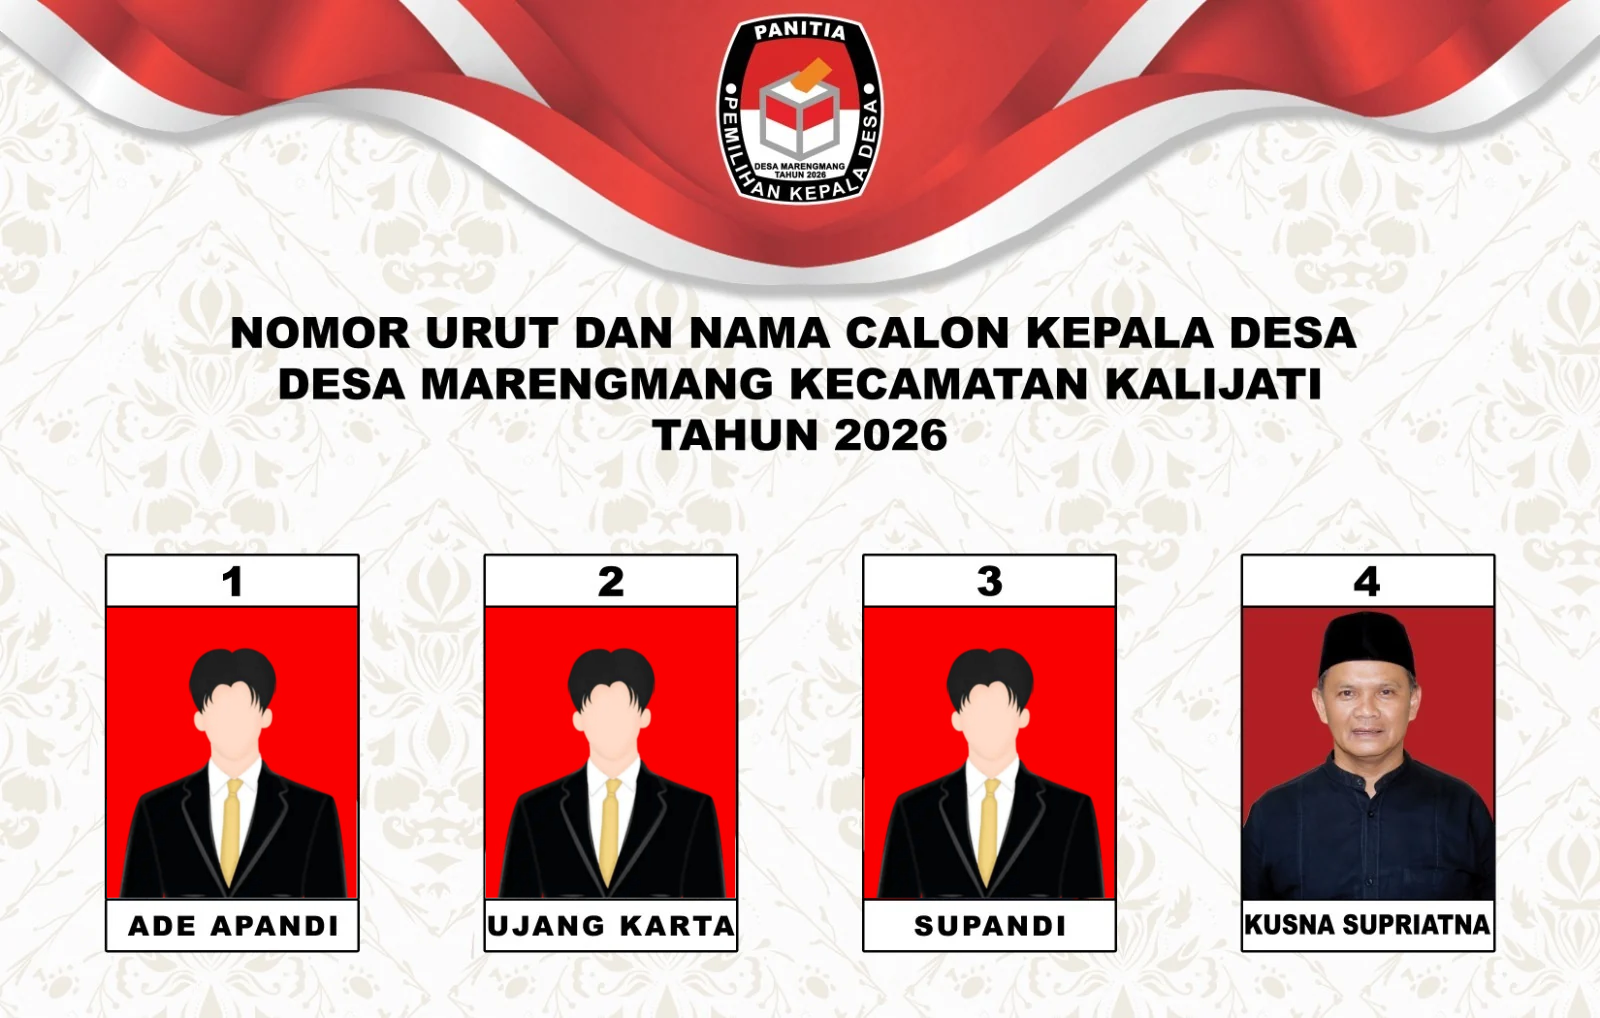 PANITIA
PEMILIHAN KEPALA DESA
DESA MARENGMANG
TAHUN 2026
NOMOR URUT DAN NAMA CALON KEPALA DESA
DESA MARENGMANG KECAMATAN KALIJATI
TAHUN 2026
1
ADE APANDI
2
UJANG KARTA
3
SUPANDI
4
KUSNA SUPRIATNA